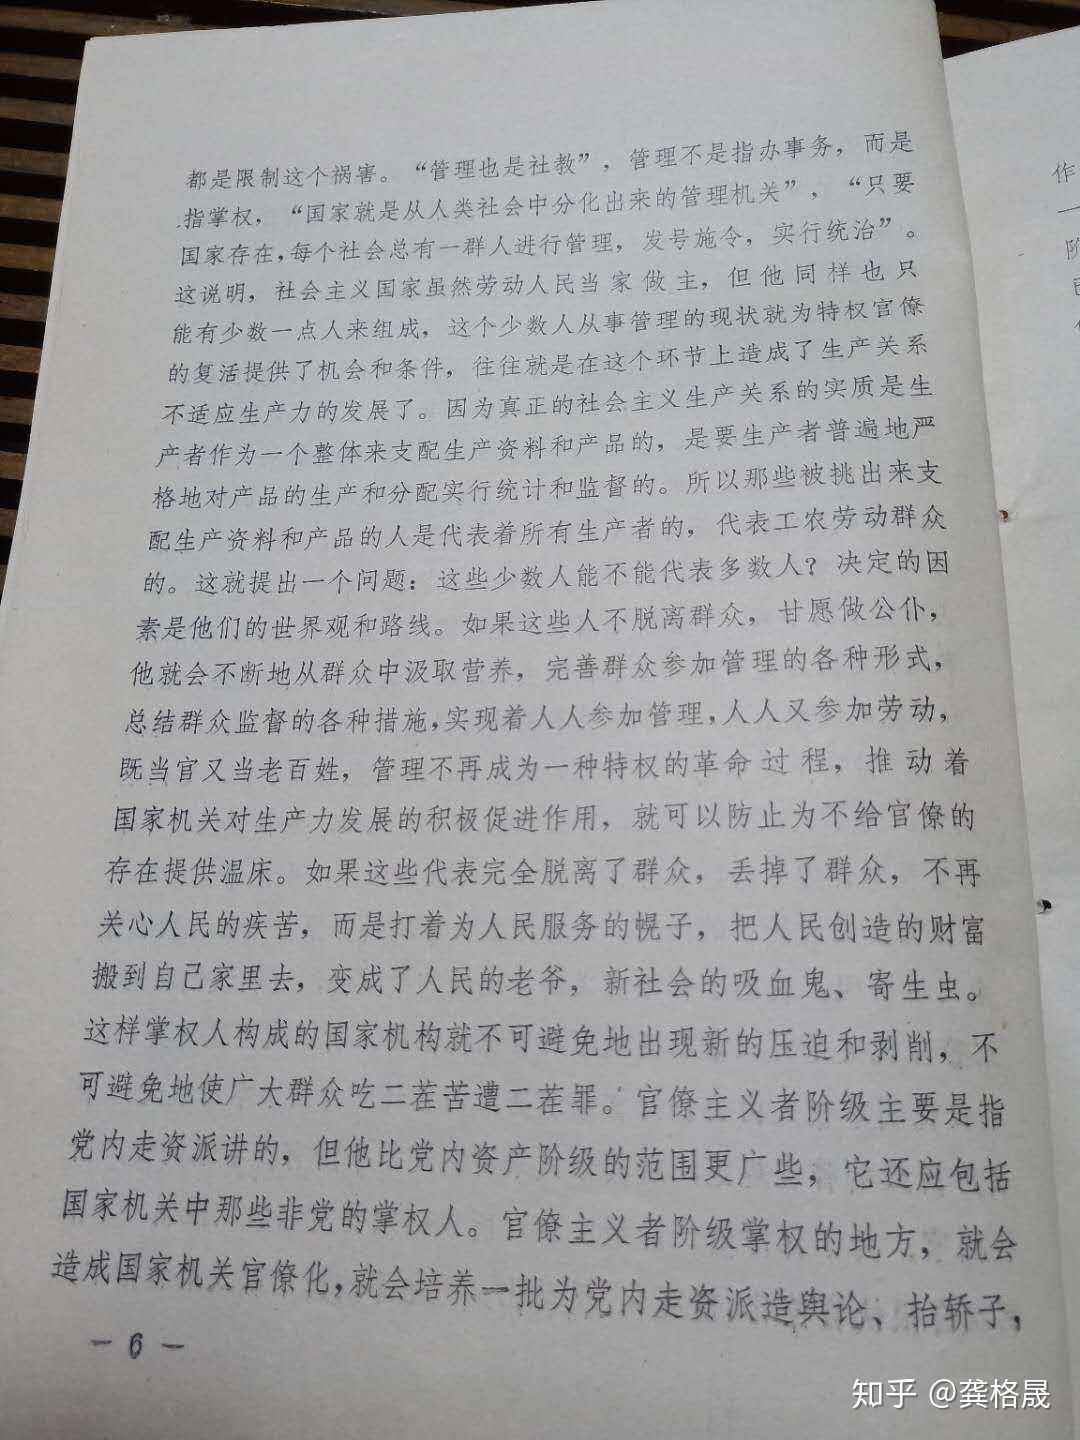 都是限制这个祸害。“管理也是社教”，管理不是指办事务，而是
指掌权，“国家就是从人类社会中分化出来的管理机关”，“只要
国家存在，每个社会总有一群人进行管理，发号施令，实行统治”。
这说明，社会主义国家虽然劳动人民当家做主，但他同样也只
能有少数一点人来组成，这个少数人从事管理的现状就为特权官僚
的复活提供了机会和条件，往往就是在这个环节上造成了生产关系
不适应生产力的发展了。因为真正的社会主义生产关系的实质是生
产者作为一个整体来支配生产资料和产品的，是要生产者普遍地严
格地对产品的生产和分配实行统计和监督的。所以那些被挑出来支
配生产资料和产品的人是代表着所有生产者的，代表工农劳动群众
的。这就提出一个问题：这些少数人能不能代表多数人？决定的因
素是他们的世界观和路线。如果这些人不脱离群众，甘愿做公仆，
他就会不断地从群众中汲取营养，完善群众参加管理的各种形式，
总结群众监督的各种措施，实现着人人参加管理，人人又参加劳动，
既当官又当老百姓，管理不再成为一种特权的革命过程，推动着
国家机关对生产力发展的积极促进作用，就可以防止为不给官僚的
存在提供温床。如果这些代表完全脱离了群众，丢掉了群众，不再
关心人民的疾苦，而是打着为人民服务的幌子，把人民创造的财富
搬到自己家里去，变成了人民的老爷，新社会的吸血鬼、寄生虫。
这样掌权人构成的国家机构就不可避免地出现新的压迫和剥削，不
可避免地使广大群众吃二茬苦遭二茬罪。官僚主义者阶级主要是指
党内走资派讲的，但他比党内资产阶级的范围更广些，它还应包括
国家机关中那些非党的掌权人。官僚主义者阶级掌权的地方，就会
造成国家机关官僚化，就会培养一批为党内走资派造舆论、抬轿子，
— 6 —
作
阶
知乎 @龚格晟